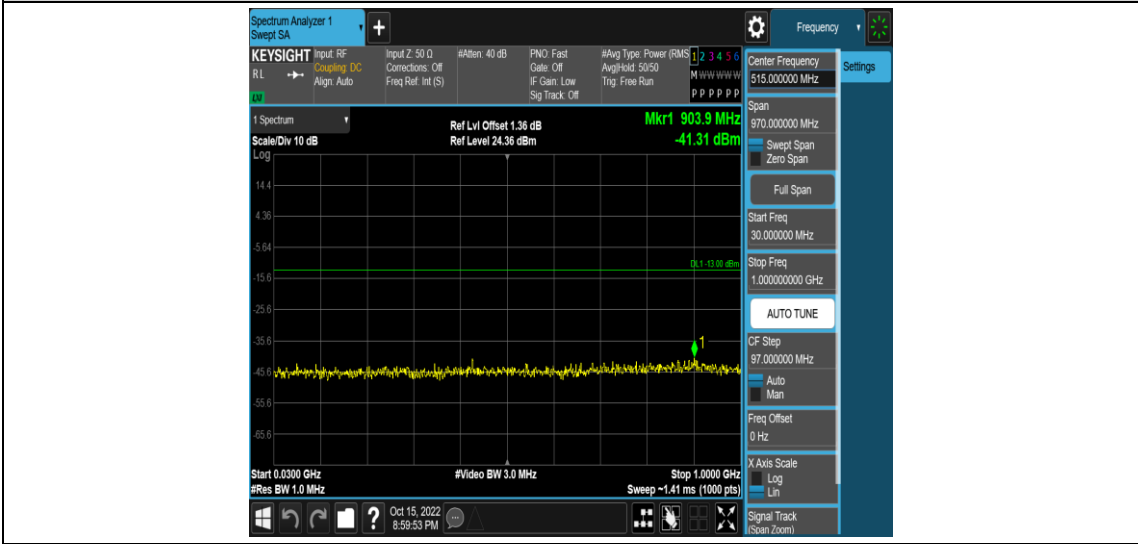 Spectrum Analyzer 1
Swept SA
+
Frequency
KEYSIGHT
RL
Input: RF
Coupling: DC
Align: Auto
Input Z: 50 Ω
Corrections: Off
Freq Ref: Int (S)
#Atten: 40 dB
PNO: Fast
Gate: Off
IF Gain: Low
Sig Track: Off
#Avg Type: Power (RMS
Avg|Hold: 50/50
Trig: Free Run
1 2 3 4 5 6
M W W W W W
P P P P P P
1 Spectrum
Scale/Div 10 dB
Log
Ref Lvl Offset 1.36 dB
Ref Level 24.36 dBm
Mkr1 903.9 MHz
-41.31 dBm
14.4
4.36
-5.64
DL1 -13.00 dBm
-15.6
-25.6
-35.6
1
-45.6
-55.6
-65.6
Start 0.0300 GHz
#Video BW 3.0 MHz
Stop 1.0000 GHz
#Res BW 1.0 MHz
Sweep ~1.41 ms (1000 pts)
?
Oct 15, 2022
8:59:53 PM
Center Frequency
515.000000 MHz
Settings
Span
970.000000 MHz
Swept Span
Zero Span
Full Span
Start Freq
30.000000 MHz
Stop Freq
1.000000000 GHz
AUTO TUNE
CF Step
97.000000 MHz
Auto
Man
Freq Offset
0 Hz
X Axis Scale
Log
Lin
Signal Track
(Span Zoom)